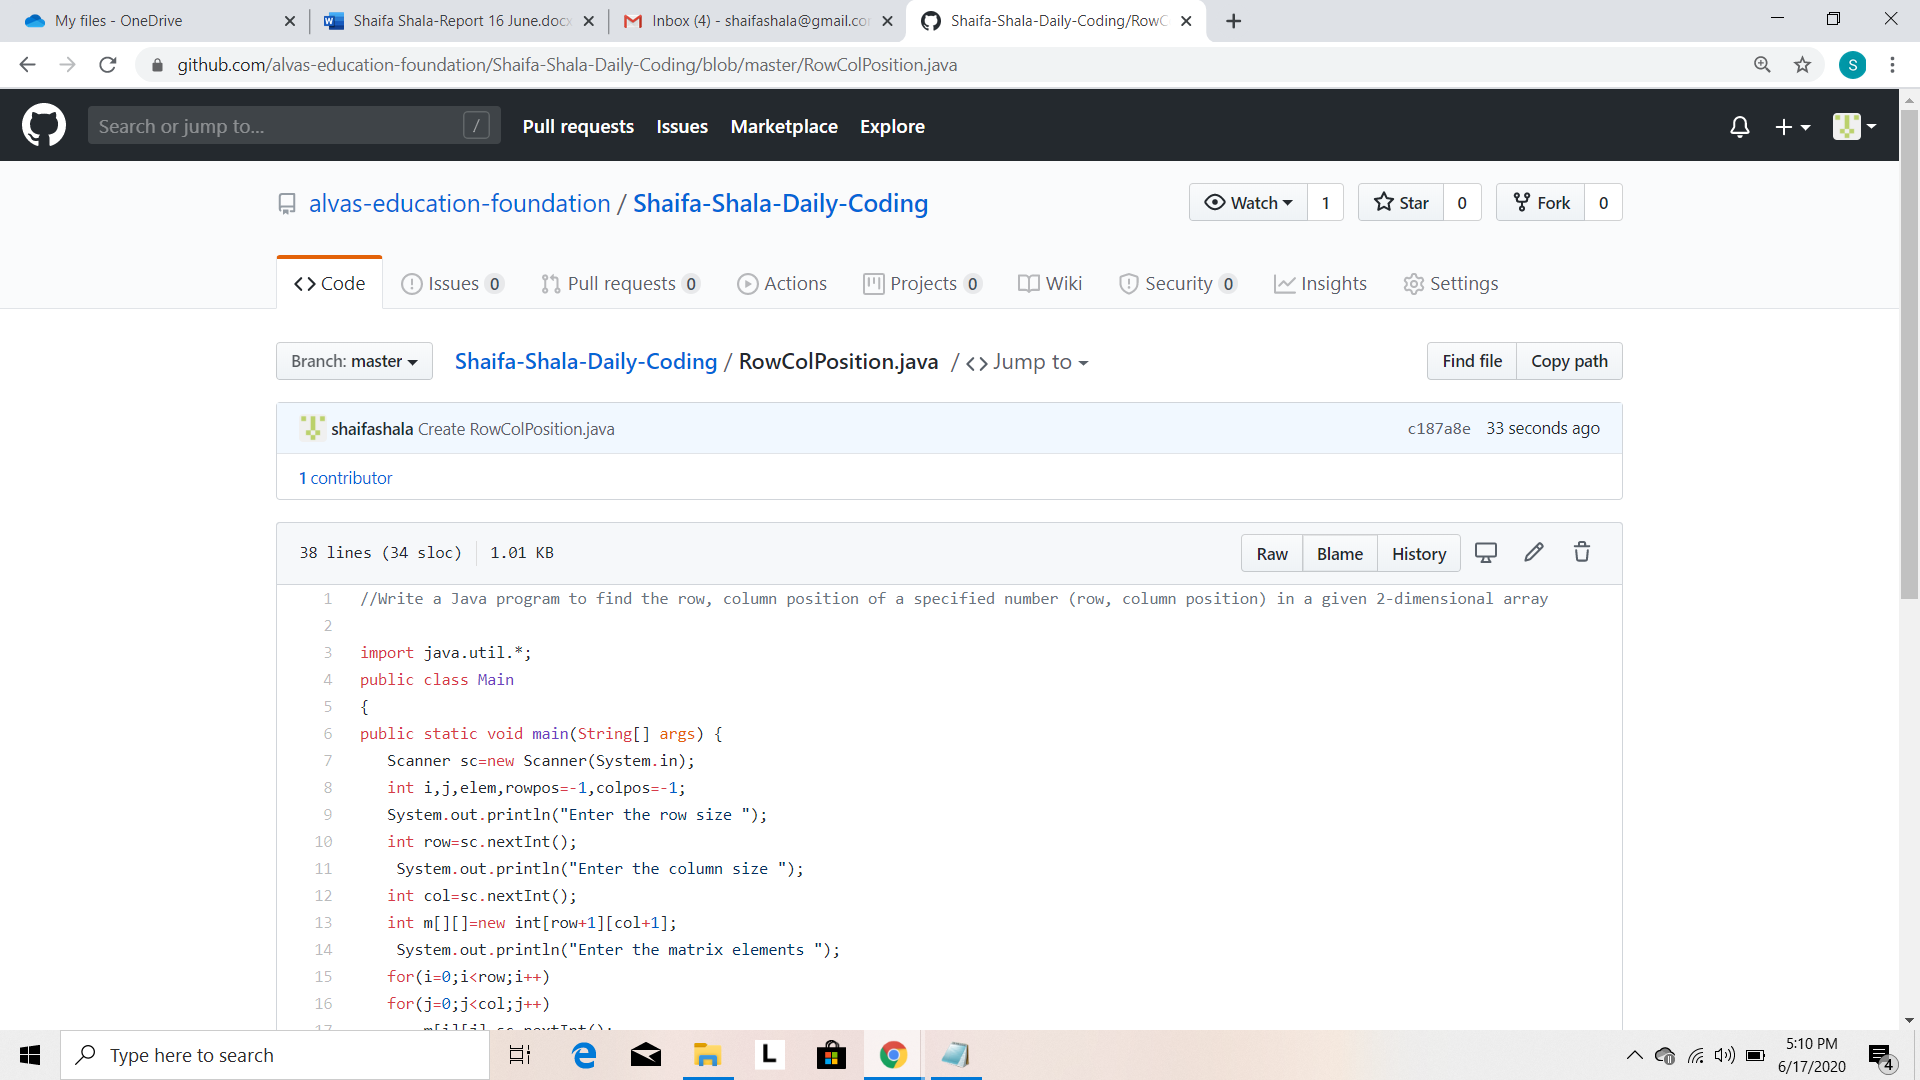 My files - OneDrive
Shaifa Shala-Report 16 June.docx
Inbox (4) - shaifashala@gmail.co
Shaifa-Shala-Daily-Coding/RowC
github.com/alvas-education-foundation/Shaifa-Shala-Daily-Coding/blob/master/RowColPosition.java
S
Search or jump to...
/
Pull requests Issues Marketplace Explore
alvas-education-foundation / Shaifa-Shala-Daily-Coding
Watch 1 Star 0 Fork 0
Code Issues 0 Pull requests 0 Actions Projects 0 Wiki Security 0 Insights Settings
Branch: master
Shaifa-Shala-Daily-Coding / RowColPosition.java / <> Jump to
Find file Copy path
shaifashala Create RowColPosition.java
c187a8e 33 seconds ago
1 contributor
38 lines (34 sloc) 1.01 KB
Raw Blame History
1 //Write a Java program to find the row, column position of a specified number (row, column position) in a given 2-dimensional array
2
3 import java.util.*;
4 public class Main
5 {
6 public static void main(String[] args) {
7 Scanner sc=new Scanner(System.in);
8 int i,j,elem,rowpos=-1,colpos=-1;
9 System.out.println("Enter the row size ");
10 int row=sc.nextInt();
11 System.out.println("Enter the column size ");
12 int col=sc.nextInt();
13 int m[][]=new int[row+1][col+1];
14 System.out.println("Enter the matrix elements ");
15 for(i=0;i<row;i++)
16 for(j=0;j<col;j++)
17 m[i][j]=sc.nextInt();
Type here to search
L
5:10 PM
6/17/2020
4